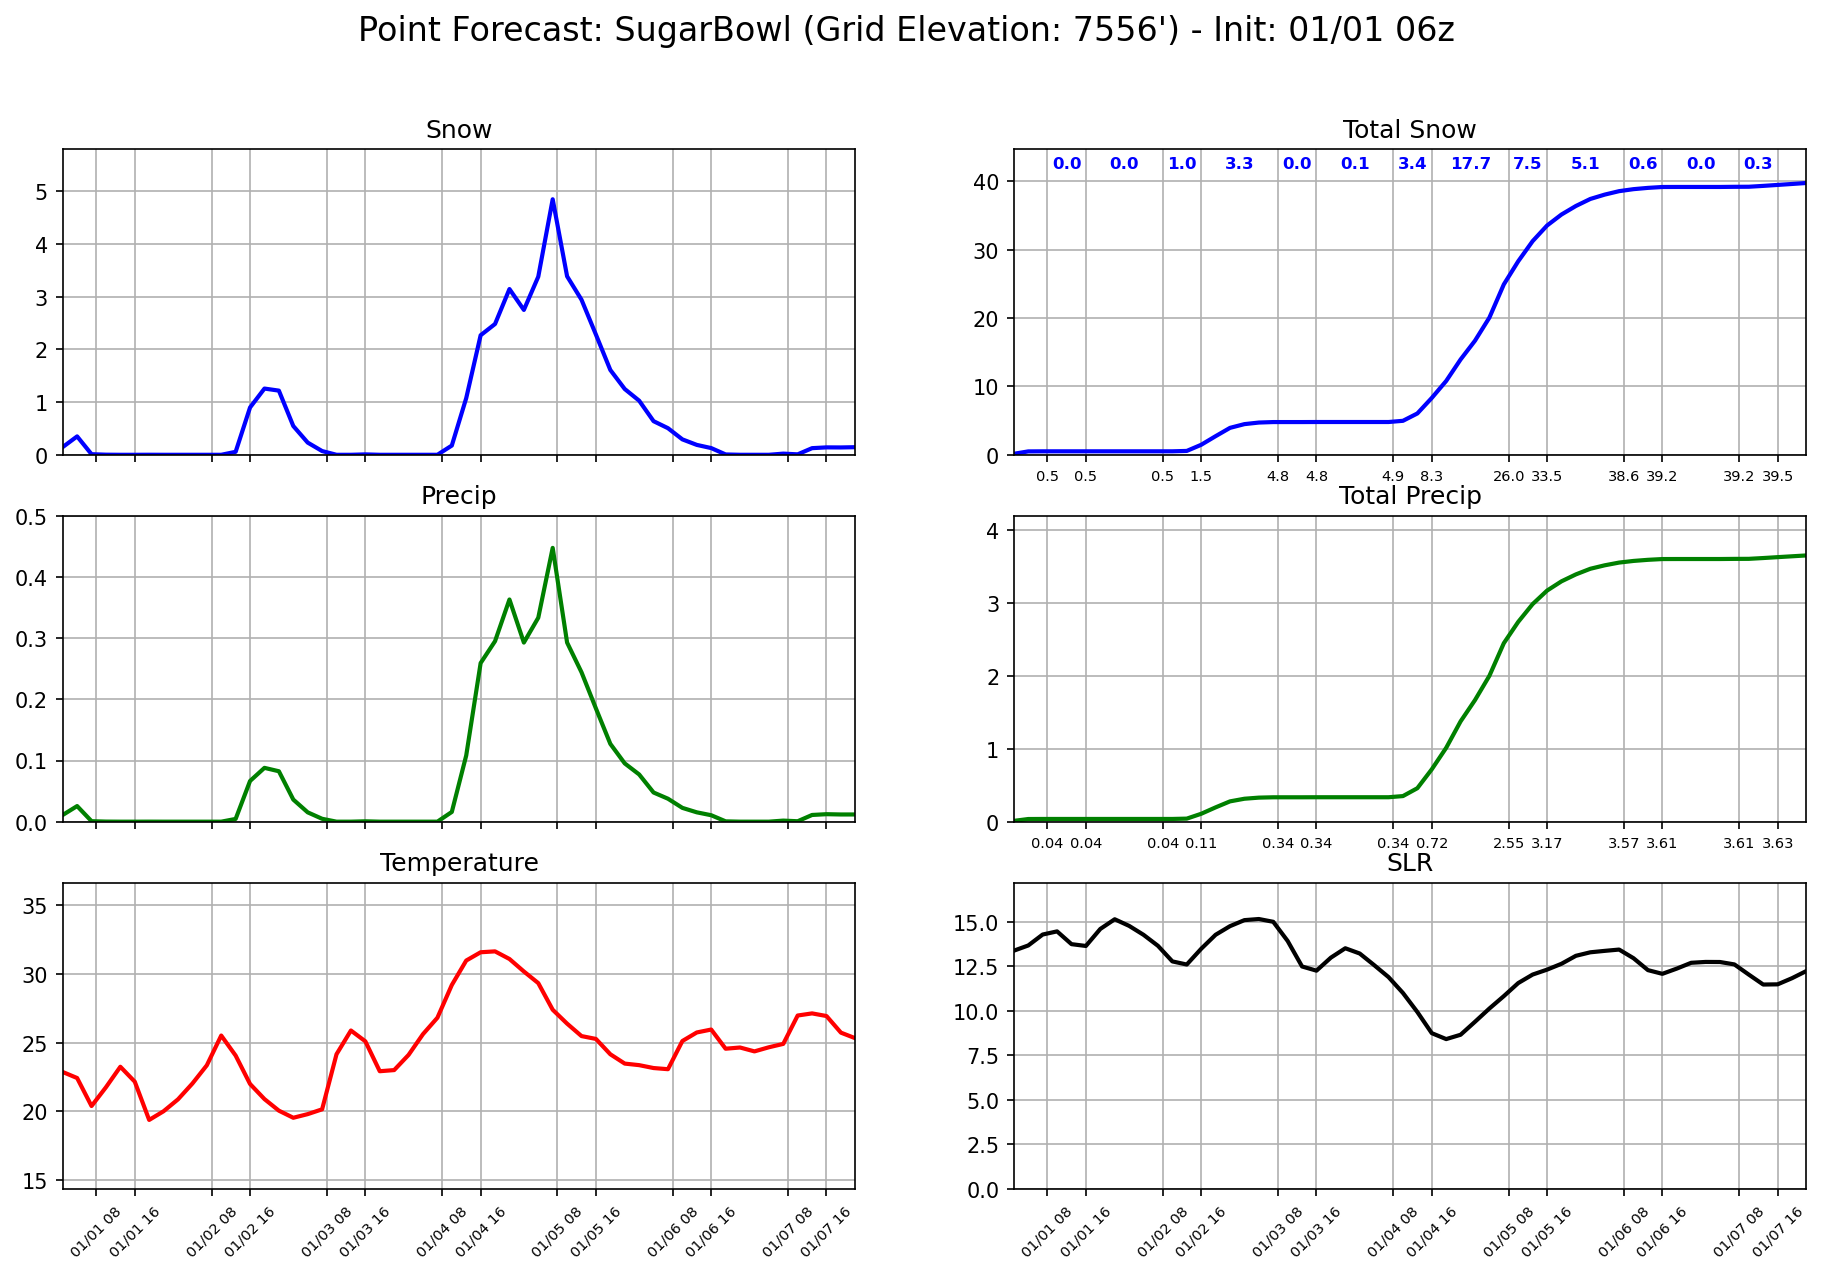 Point Forecast: SugarBowl (Grid Elevation: 7556') - Init: 01/01 06z
Snow
5
4
3
2
1
0
Total Snow
0.0 0.0 1.0 3.3 0.0 0.1 3.4 17.7 7.5 5.1 0.6 0.0 0.3
40
30
20
10
0
0.5 0.5 0.5 1.5 4.8 4.8 4.9 8.3 26.0 33.5 38.6 39.2 39.2 39.5
Precip
0.5
0.4
0.3
0.2
0.1
0.0
Total Precip
4
3
2
1
0
0.04 0.04 0.04 0.11 0.34 0.34 0.34 0.72 2.55 3.17 3.57 3.61 3.61 3.63
Temperature
35
30
25
20
15
01/01 08 01/01 16 01/02 08 01/02 16 01/03 08 01/03 16 01/04 08 01/04 16 01/05 08 01/05 16 01/06 08 01/06 16 01/07 08 01/07 16
SLR
15.0
12.5
10.0
7.5
5.0
2.5
0.0
01/01 08 01/01 16 01/02 08 01/02 16 01/03 08 01/03 16 01/04 08 01/04 16 01/05 08 01/05 16 01/06 08 01/06 16 01/07 08 01/07 16